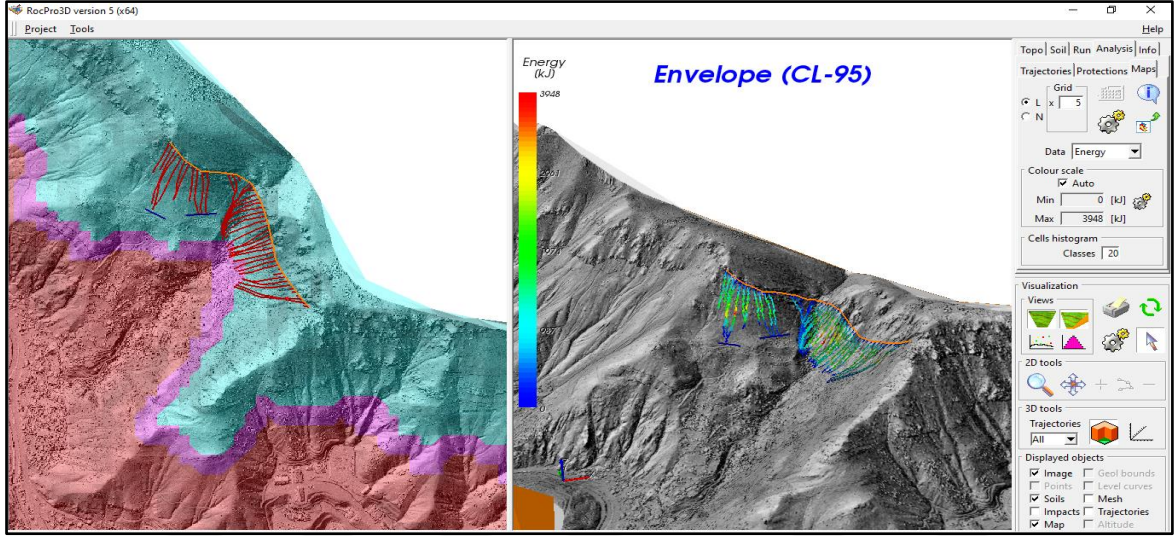 RocPro3D version 5 (x64)
Project Tools
Help
Energy
(kJ)
3948
0
Envelope (CL-95)
Topo Soil Run Analysis Info
Trajectories Protections Maps
Grid
L x 5
N
Data Energy
Colour scale
Auto
Min 0 [kJ]
Max 3948 [kJ]
Cells histogram
Classes 20
Visualization
Views
2D tools
3D tools
Trajectories
All
Displayed objects
Image Geol bounds
Points Level curves
Soils Mesh
Impacts Trajectories
Map Altitude